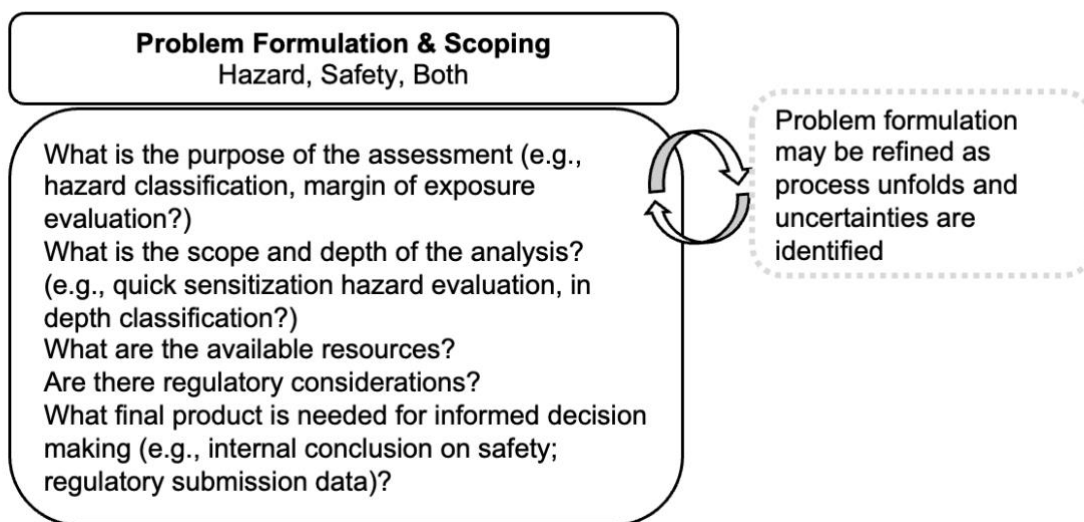 Problem Formulation & Scoping
Hazard, Safety, Both
What is the purpose of the assessment (e.g.,
hazard classification, margin of exposure
evaluation?)
What is the scope and depth of the analysis?
(e.g., quick sensitization hazard evaluation, in
depth classification?)
What are the available resources?
Are there regulatory considerations?
What final product is needed for informed decision
making (e.g., internal conclusion on safety;
regulatory submission data)?
Problem formulation
may be refined as
process unfolds and
uncertainties are
identified